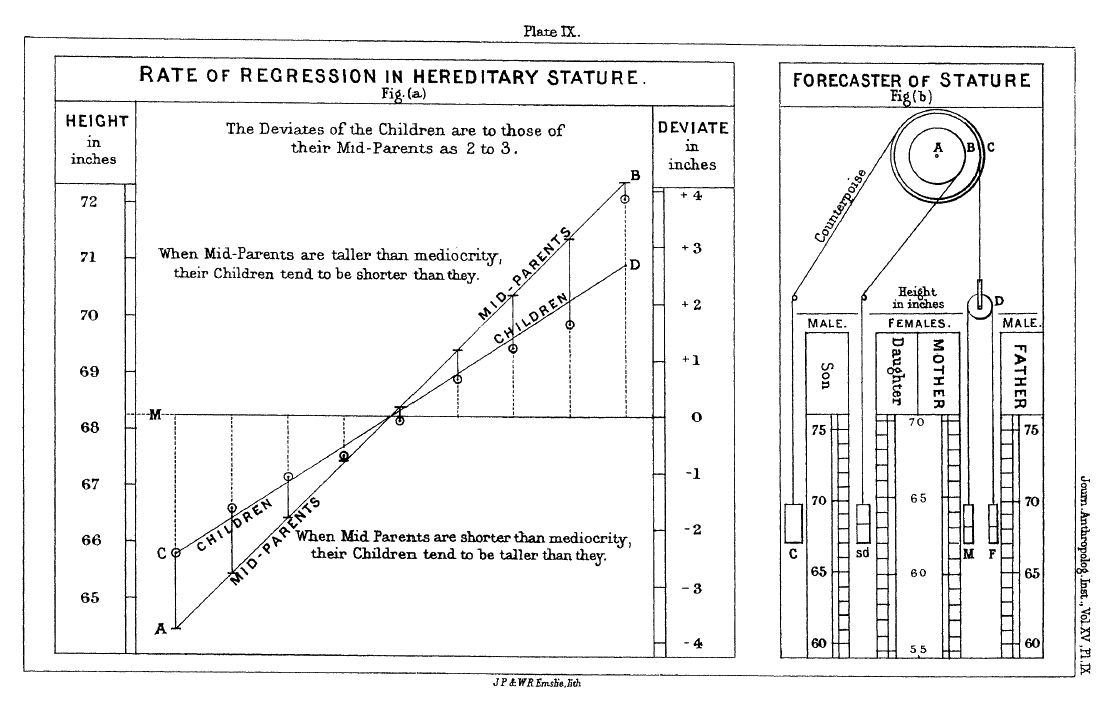 Plate IX.
RATE OF REGRESSION IN HEREDITARY STATURE.
Fig.(a)
HEIGHT
in
inches
The Deviates of the Children are to those of
their Mid-Parents as 2 to 3.
DEVIATE
in
inches
72
71
70
69
68
67
66
65
M
+4
+3
+2
+1
0
-1
-2
-3
-4
When Mid-Parents are taller than mediocrity,
their Children tend to be shorter than they.
B
D
MID-PARENTS
CHILDREN
C
A
CHILDREN
MID-PARENTS
When Mid Parents are shorter than mediocrity,
their Children tend to be taller than they.
FORECASTER OF STATURE
Fig(b)
A B C
Counterpoise
D
Height
in inches
MALE.
FEMALES.
MALE.
Son
Daughter
MOTHER
FATHER
75
70
65
60
70
65
60
55
75
70
65
60
C
sd
M
F
Journ. Anthropolog. Inst., Vol. XV, Pl. IX
J P & W R Emslie, lith